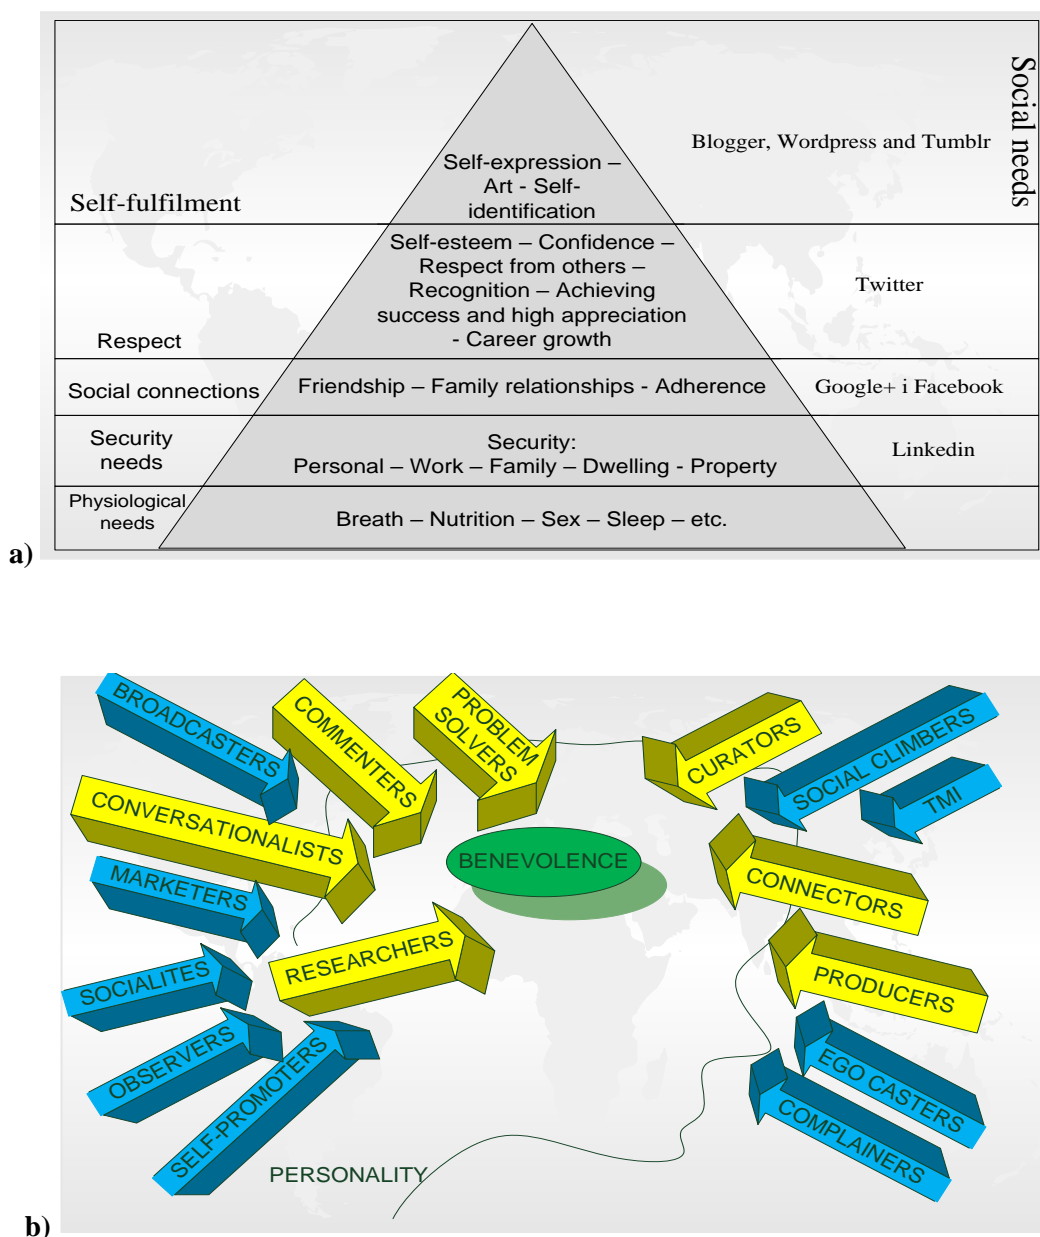 Social needs
Blogger, Wordpress and Tumblr
Self-expression –
Art - Self-
identification
Self-fulfilment
Self-esteem – Confidence –
Respect from others –
Recognition – Achieving
success and high appreciation
- Career growth
Twitter
Respect
Social connections
Friendship – Family relationships - Adherence
Google+ i Facebook
Security
needs
Security:
Personal – Work – Family – Dwelling - Property
Linkedin
Physiological
needs
Breath – Nutrition – Sex – Sleep – etc.
a)
BROADCASTERS
COMMENTERS
PROBLEM
SOLVERS
CURATORS
SOCIAL CLIMBERS
TMI
CONVERSATIONALISTS
BENEVOLENCE
MARKETERS
CONNECTORS
RESEARCHERS
SOCIALITES
PRODUCERS
OBSERVERS
SELF-PROMOTERS
EGO CASTERS
COMPLAINERS
PERSONALITY
b)